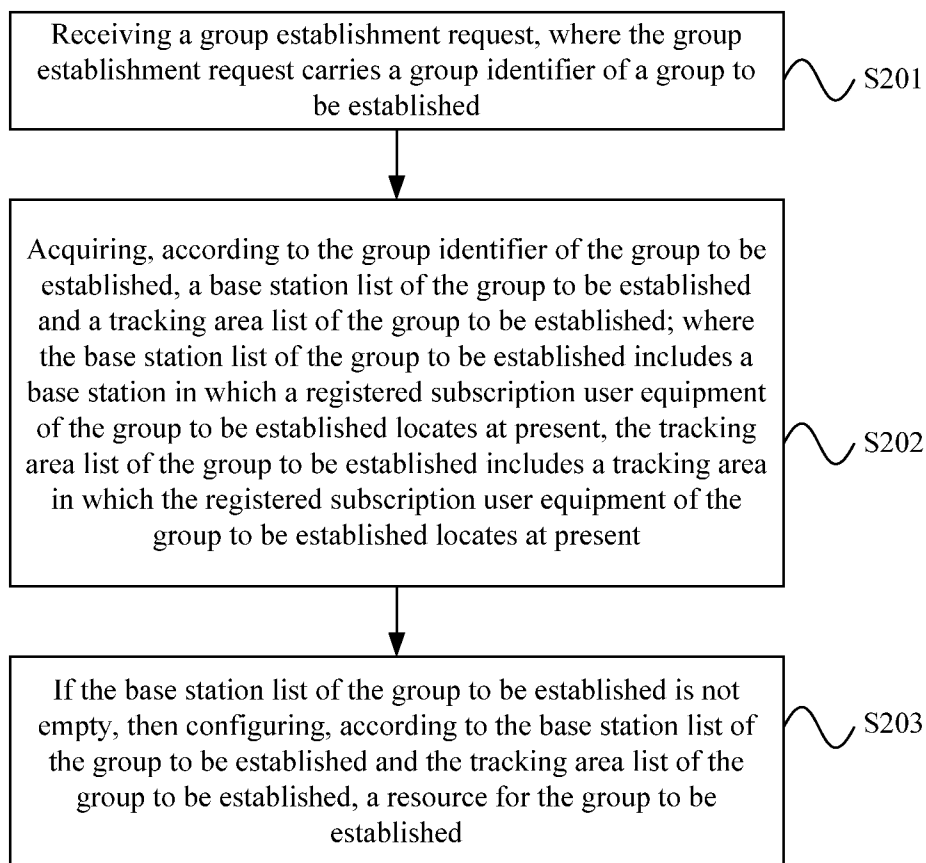 Receiving a group establishment request, where the group
establishment request carries a group identifier of a group to
be established
S201
Acquiring, according to the group identifier of the group to be
established, a base station list of the group to be established
and a tracking area list of the group to be established; where
the base station list of the group to be established includes a
base station in which a registered subscription user equipment
of the group to be established locates at present, the tracking
area list of the group to be established includes a tracking area
in which the registered subscription user equipment of the
group to be established locates at present
S202
If the base station list of the group to be established is not
empty, then configuring, according to the base station list of
the group to be established and the tracking area list of the
group to be established, a resource for the group to be
established
S203